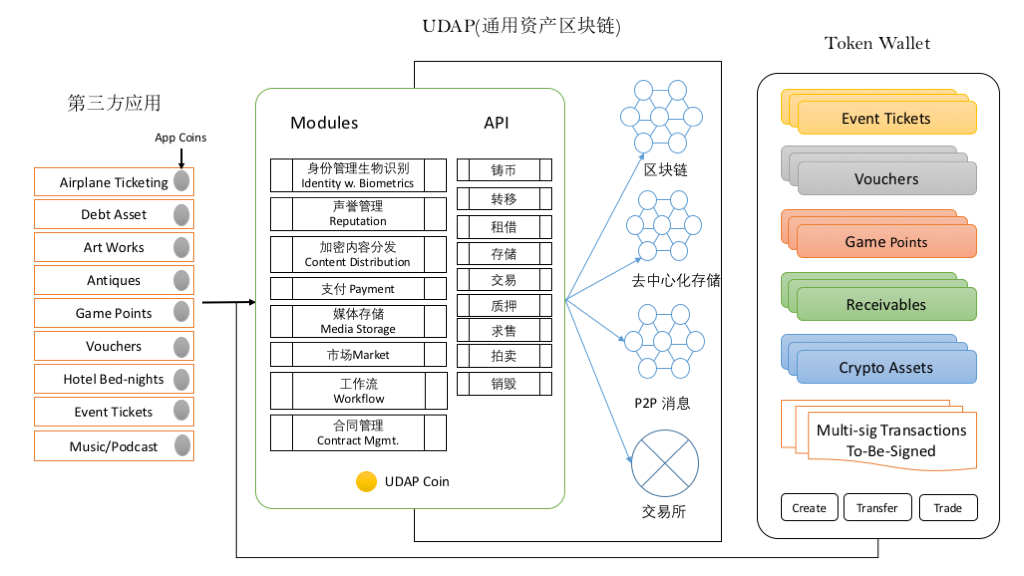 UDAP(通用资产区块链)
Token Wallet
第三方应用
App Coins
Airplane Ticketing
Debt Asset
Art Works
Antiques
Game Points
Vouchers
Hotel Bed-nights
Event Tickets
Music/Podcast
Modules
身份管理生物识别
Identity w. Biometrics
声誉管理
Reputation
加密内容分发
Content Distribution
支付 Payment
媒体存储
Media Storage
市场Market
工作流
Workflow
合同管理
Contract Mgmt.
UDAP Coin
API
铸币
转移
租借
存储
交易
质押
求售
拍卖
销毁
区块链
去中心化存储
P2P 消息
交易所
Event Tickets
Vouchers
Game Points
Receivables
Crypto Assets
Multi-sig Transactions
To-Be-Signed
Create
Transfer
Trade